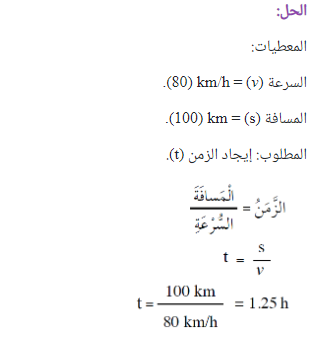 الحل:
المعطيات:
السرعة (v) = (80) km/h.
المسافة (s) = (100) km.
المطلوب: إيجاد الزمن (t).
الزَّمَنُ = الْمَسافَةَ / السُّرْعَةِ
t = s / v
t = 100 km / 80 km/h = 1.25 h